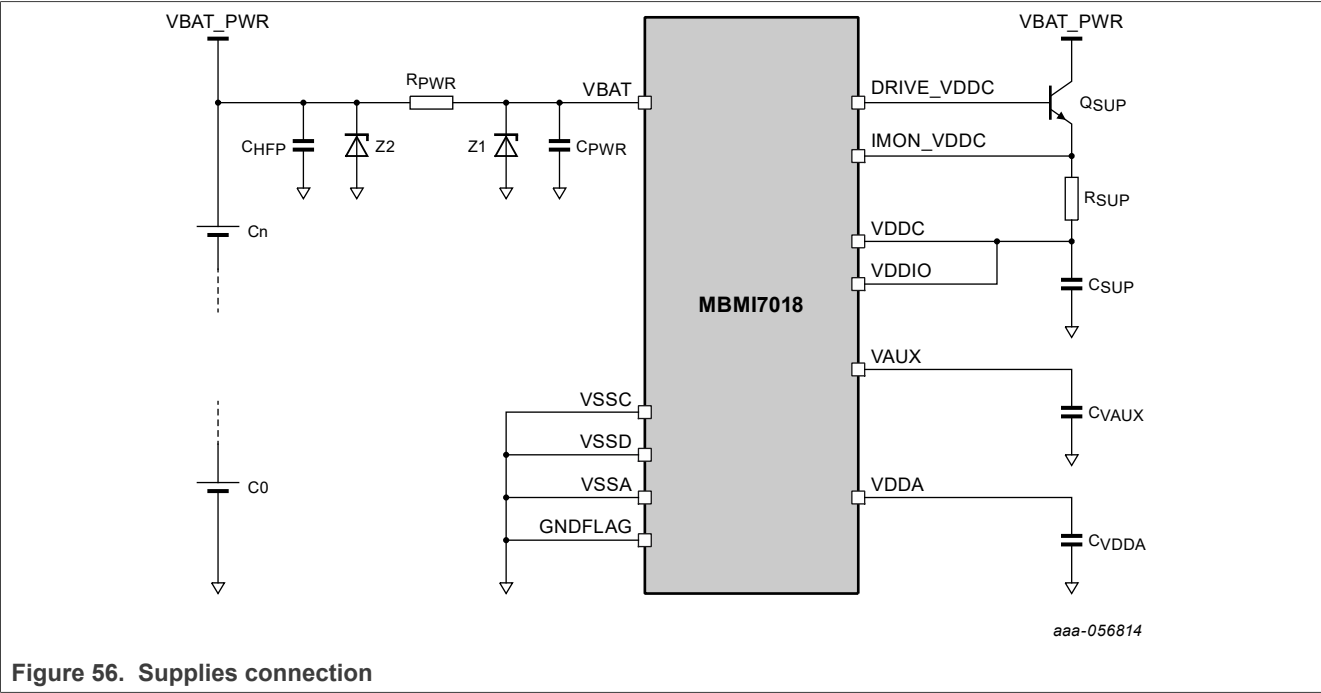 VBAT_PWR
VBAT_PWR
RPWR
VBAT
DRIVE_VDDC
QSUP
CHFP
Z2
Z1
CPWR
IMON_VDDC
RSUP
Cn
VDDC
VDDIO
CSUP
MBMI7018
VAUX
VSSC
CVAUX
VSSD
C0
VSSA
VDDA
GNDFLAG
CVDDA
aaa-056814
Figure 56. Supplies connection